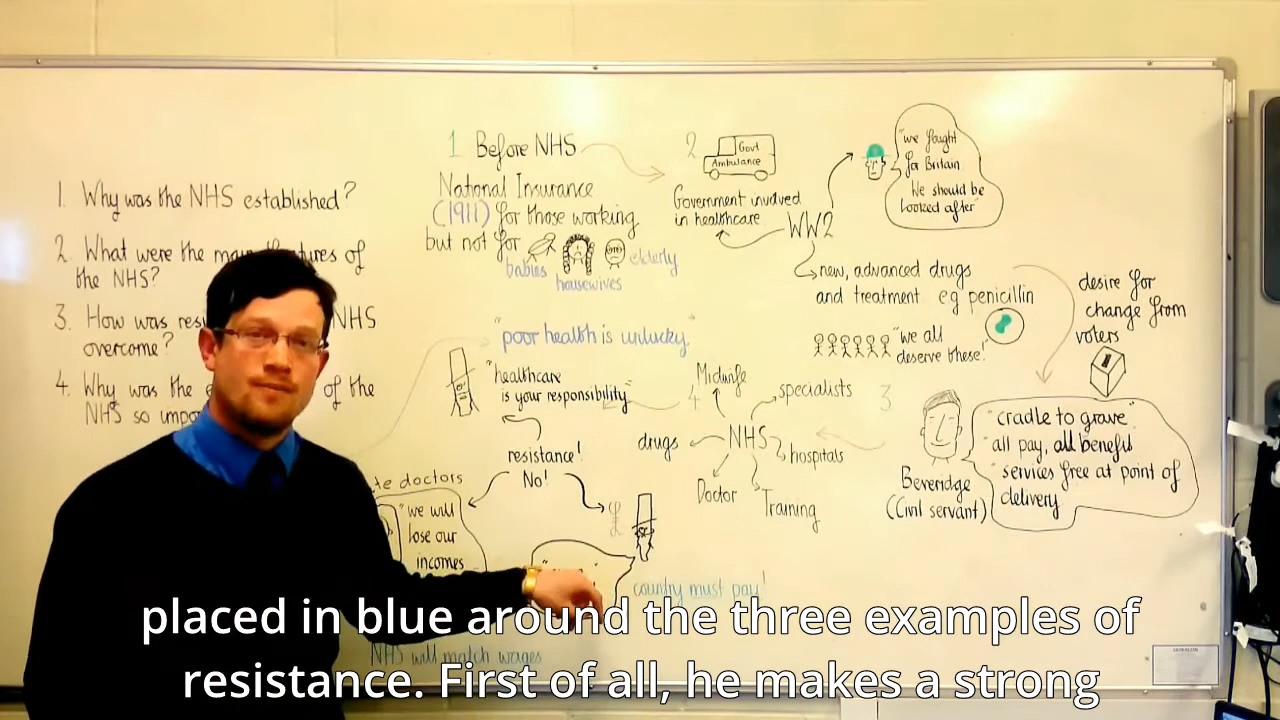 1. Why was the NHS established?
2. What were the main features of
the NHS?
3. How was NHS
overcome?
4. Why was the of the
NHS so
1 Before NHS
National Insurance
(1911) for those working
but not for
babies
housewives
elderly
2
Govt
Ambulance
Government involved
in healthcare
WW2
"we fought
for Britain
We should be
looked after"
new, advanced drugs
and treatment eg penicillin
"we all
deserve these!"
desire for
change from
voters
3
Beveridge
(Civil servant)
"cradle to grave"
all pay, all benefit
services free at point of
delivery
4
NHS
Midwife
specialists
hospitals
Training
Doctor
drugs
"poor health is unlucky"
"healthcare
is your responsibility"
resistance!
No!
doctors
"we will
lose our
incomes
£
country must pay!
NHS will match wages
placed in blue around the three examples of
resistance. First of all, he makes a strong